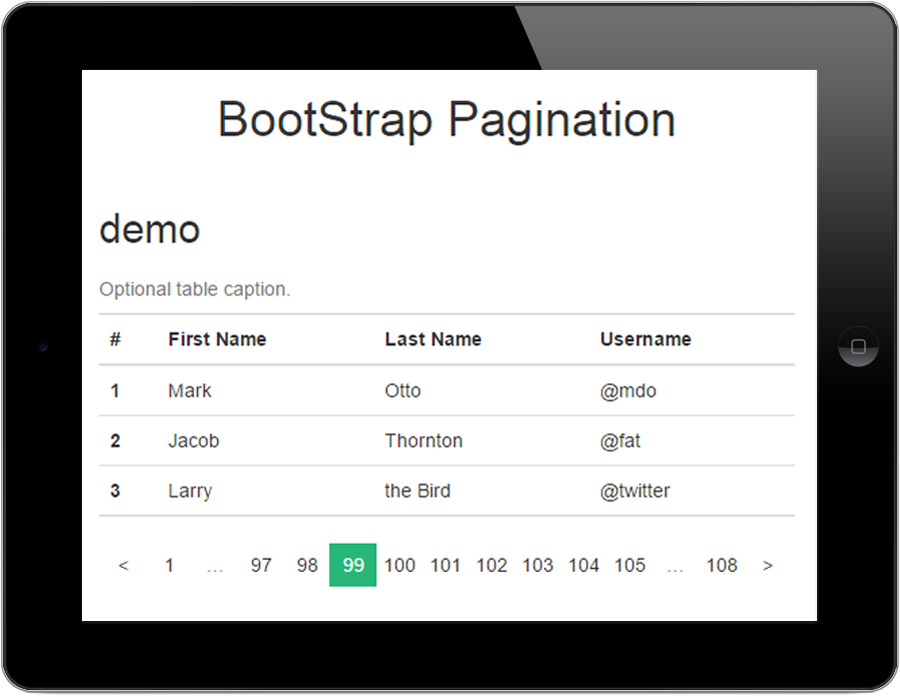 BootStrap Pagination
demo
Optional table caption.
# First Name Last Name Username
1 Mark Otto @mdo
2 Jacob Thornton @fat
3 Larry the Bird @twitter
< 1 ... 97 98 99 100 101 102 103 104 105 ... 108 >